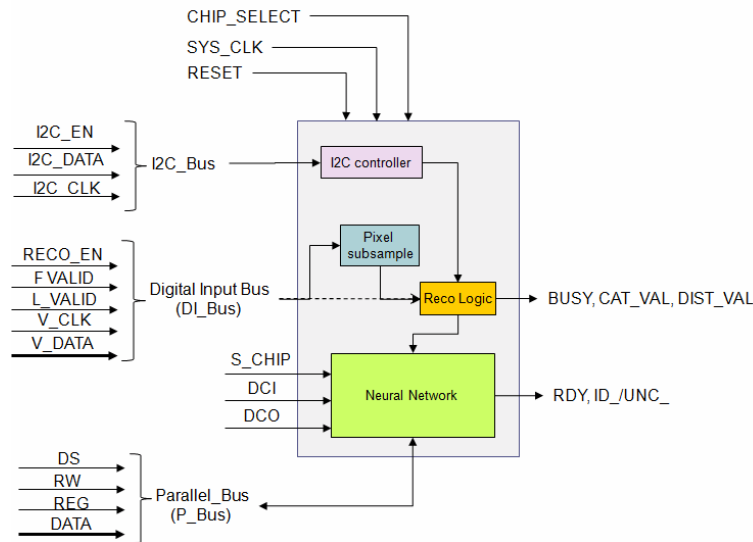 CHIP_SELECT
SYS_CLK
RESET
I2C_EN
I2C_DATA
I2C_CLK
I2C_Bus
I2C controller
RECO_EN
F VALID
L_VALID
V_CLK
V_DATA
Digital Input Bus
(DI_Bus)
Pixel
subsample
Reco Logic
BUSY, CAT_VAL, DIST_VAL
S_CHIP
DCI
DCO
Neural Network
RDY, ID_/UNC_
DS
RW
REG
DATA
Parallel_Bus
(P_Bus)